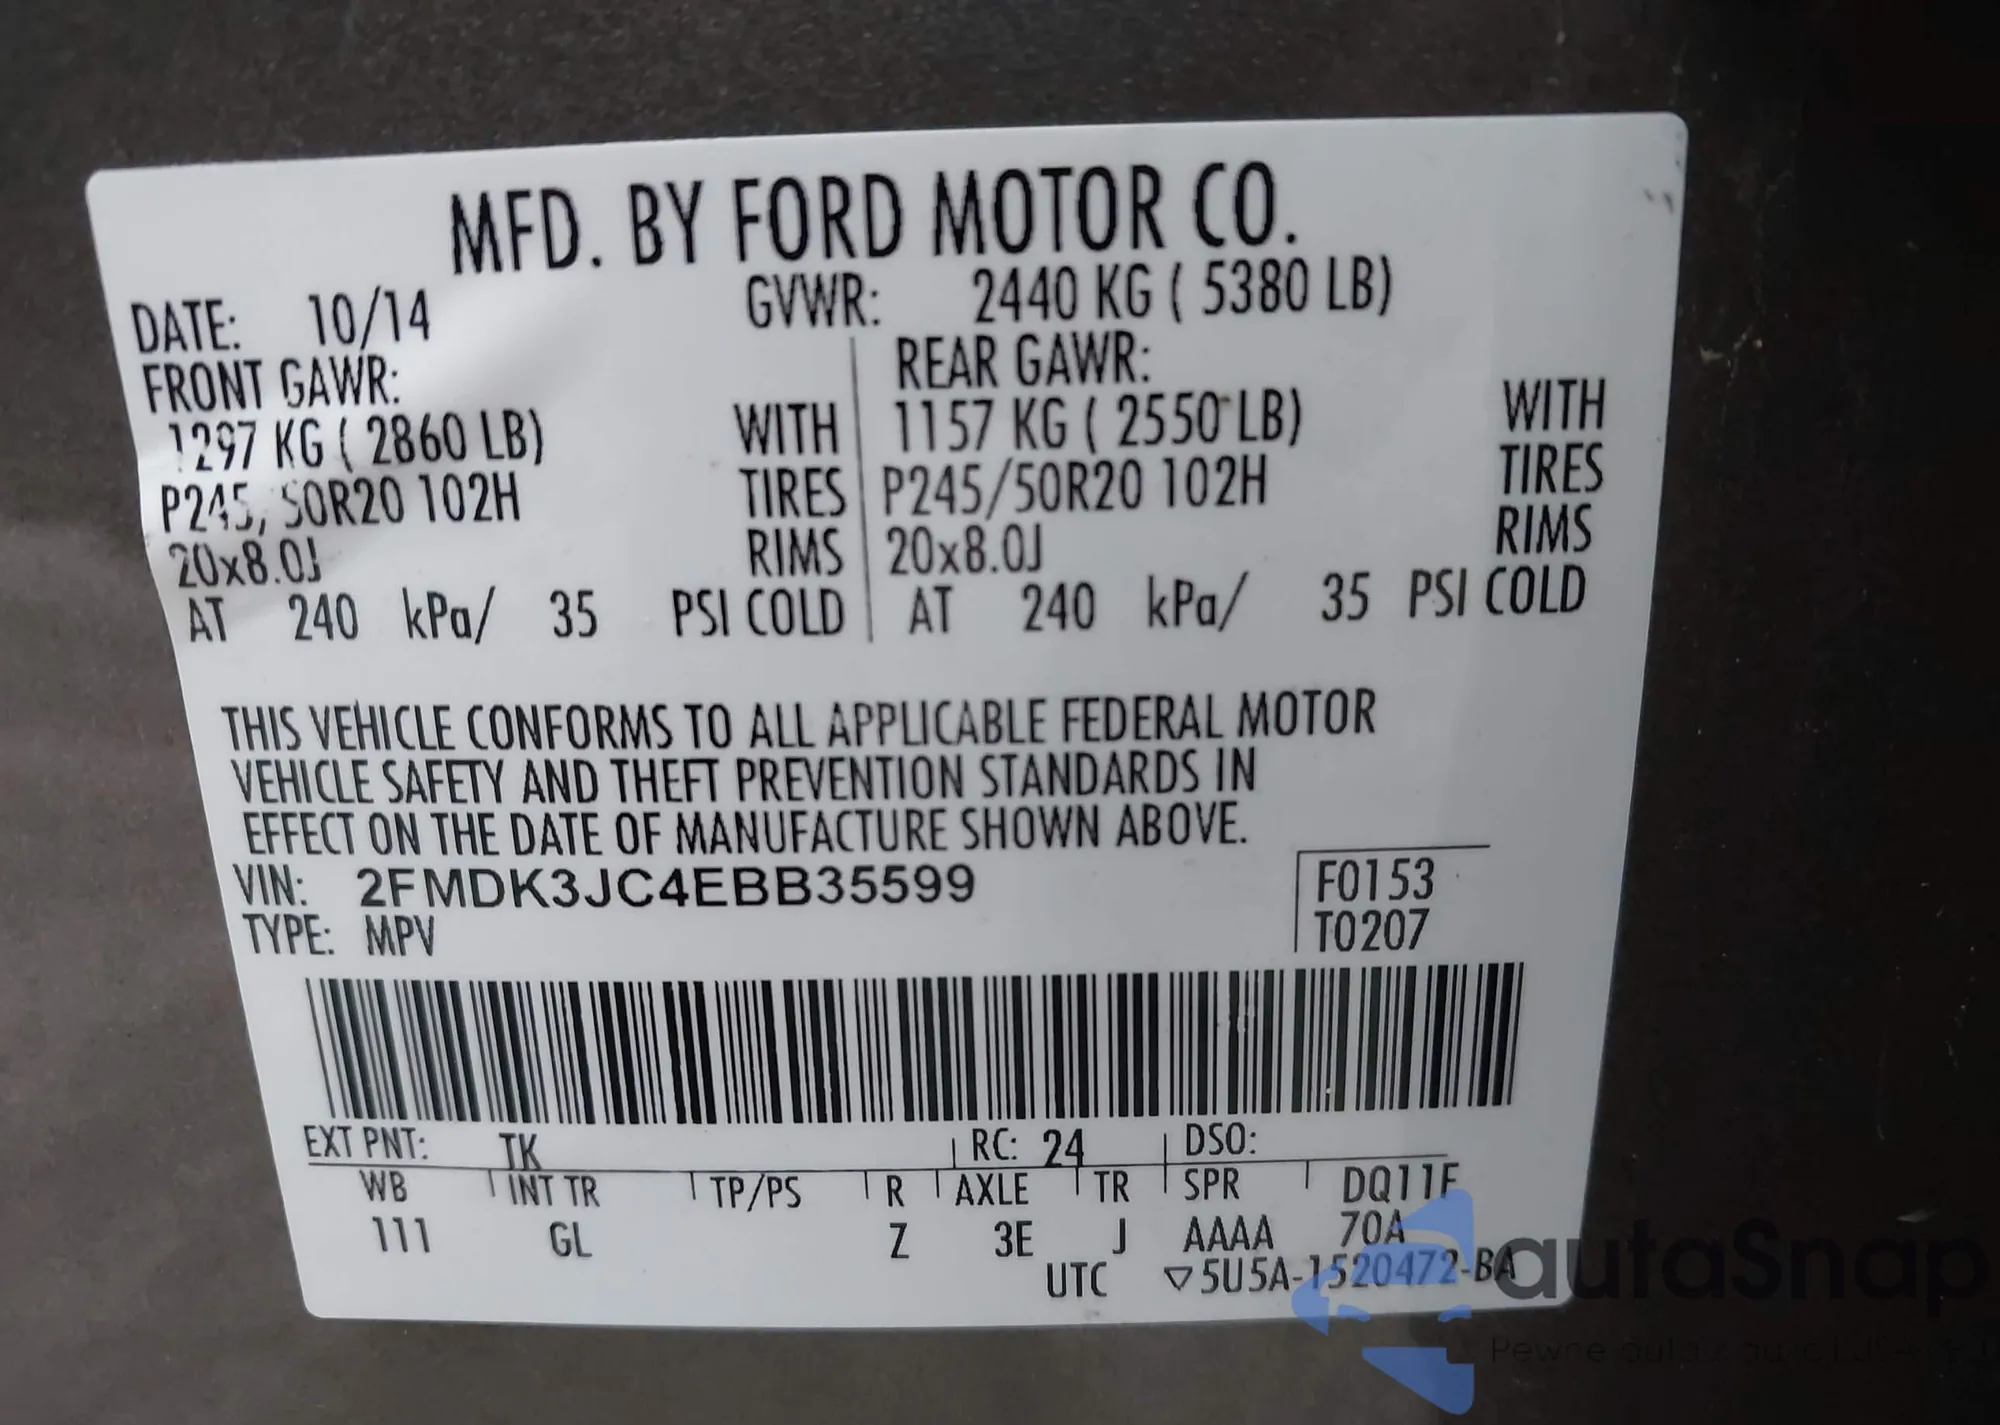 MFD. BY FORD MOTOR CO.
DATE: 10/14 GVWR: 2440 KG ( 5380 LB)
FRONT GAWR: REAR GAWR:
1297 KG ( 2860 LB) WITH 1157 KG ( 2550 LB) WITH
P245/50R20 102H TIRES P245/50R20 102H TIRES
20x8.0J RIMS 20x8.0J RIMS
AT 240 kPa/ 35 PSI COLD AT 240 kPa/ 35 PSI COLD
THIS VEHICLE CONFORMS TO ALL APPLICABLE FEDERAL MOTOR
VEHICLE SAFETY AND THEFT PREVENTION STANDARDS IN
EFFECT ON THE DATE OF MANUFACTURE SHOWN ABOVE.
VIN: 2FMDK3JC4EBB35599 F0153
TYPE: MPV T0207
EXT PNT: TK RC: 24 DSO:
WB INT TR TP/PS R AXLE TR SPR DQ11F
111 GL Z 3E J AAAA 70A
UTC ▽5U5A-1520472-BA
autaSnap
Pewne auta z